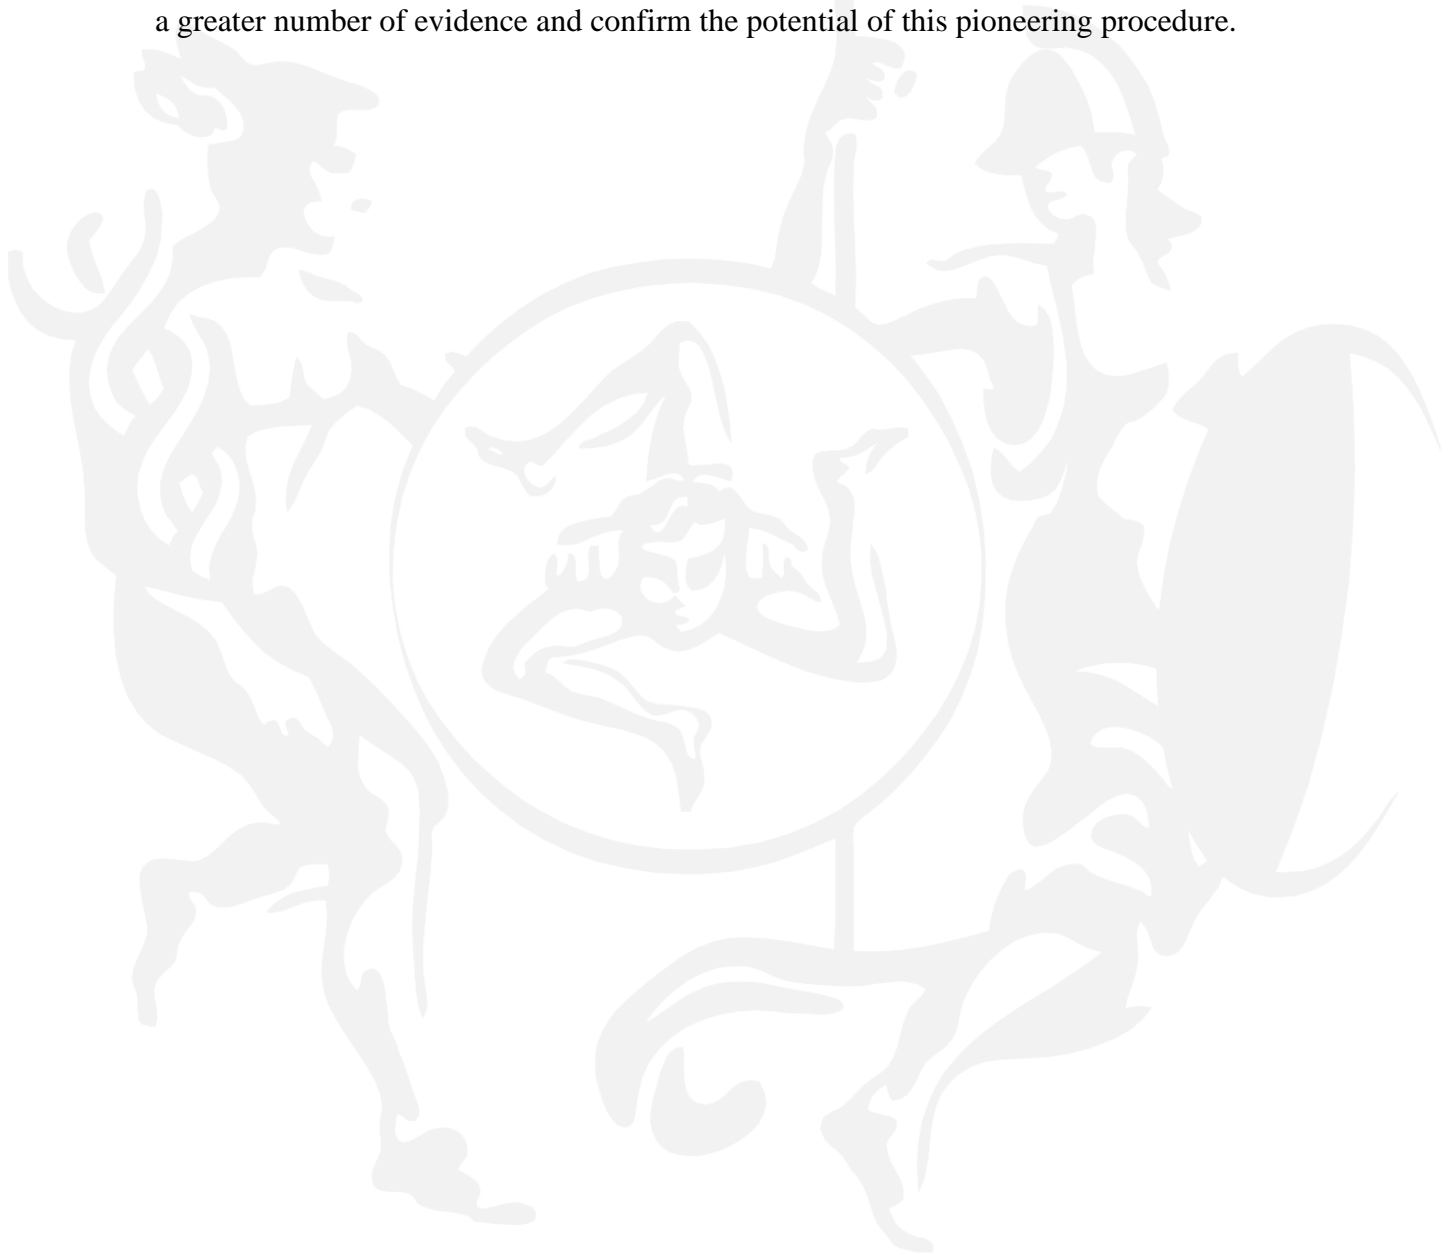 a greater number of evidence and confirm the potential of this pioneering procedure.